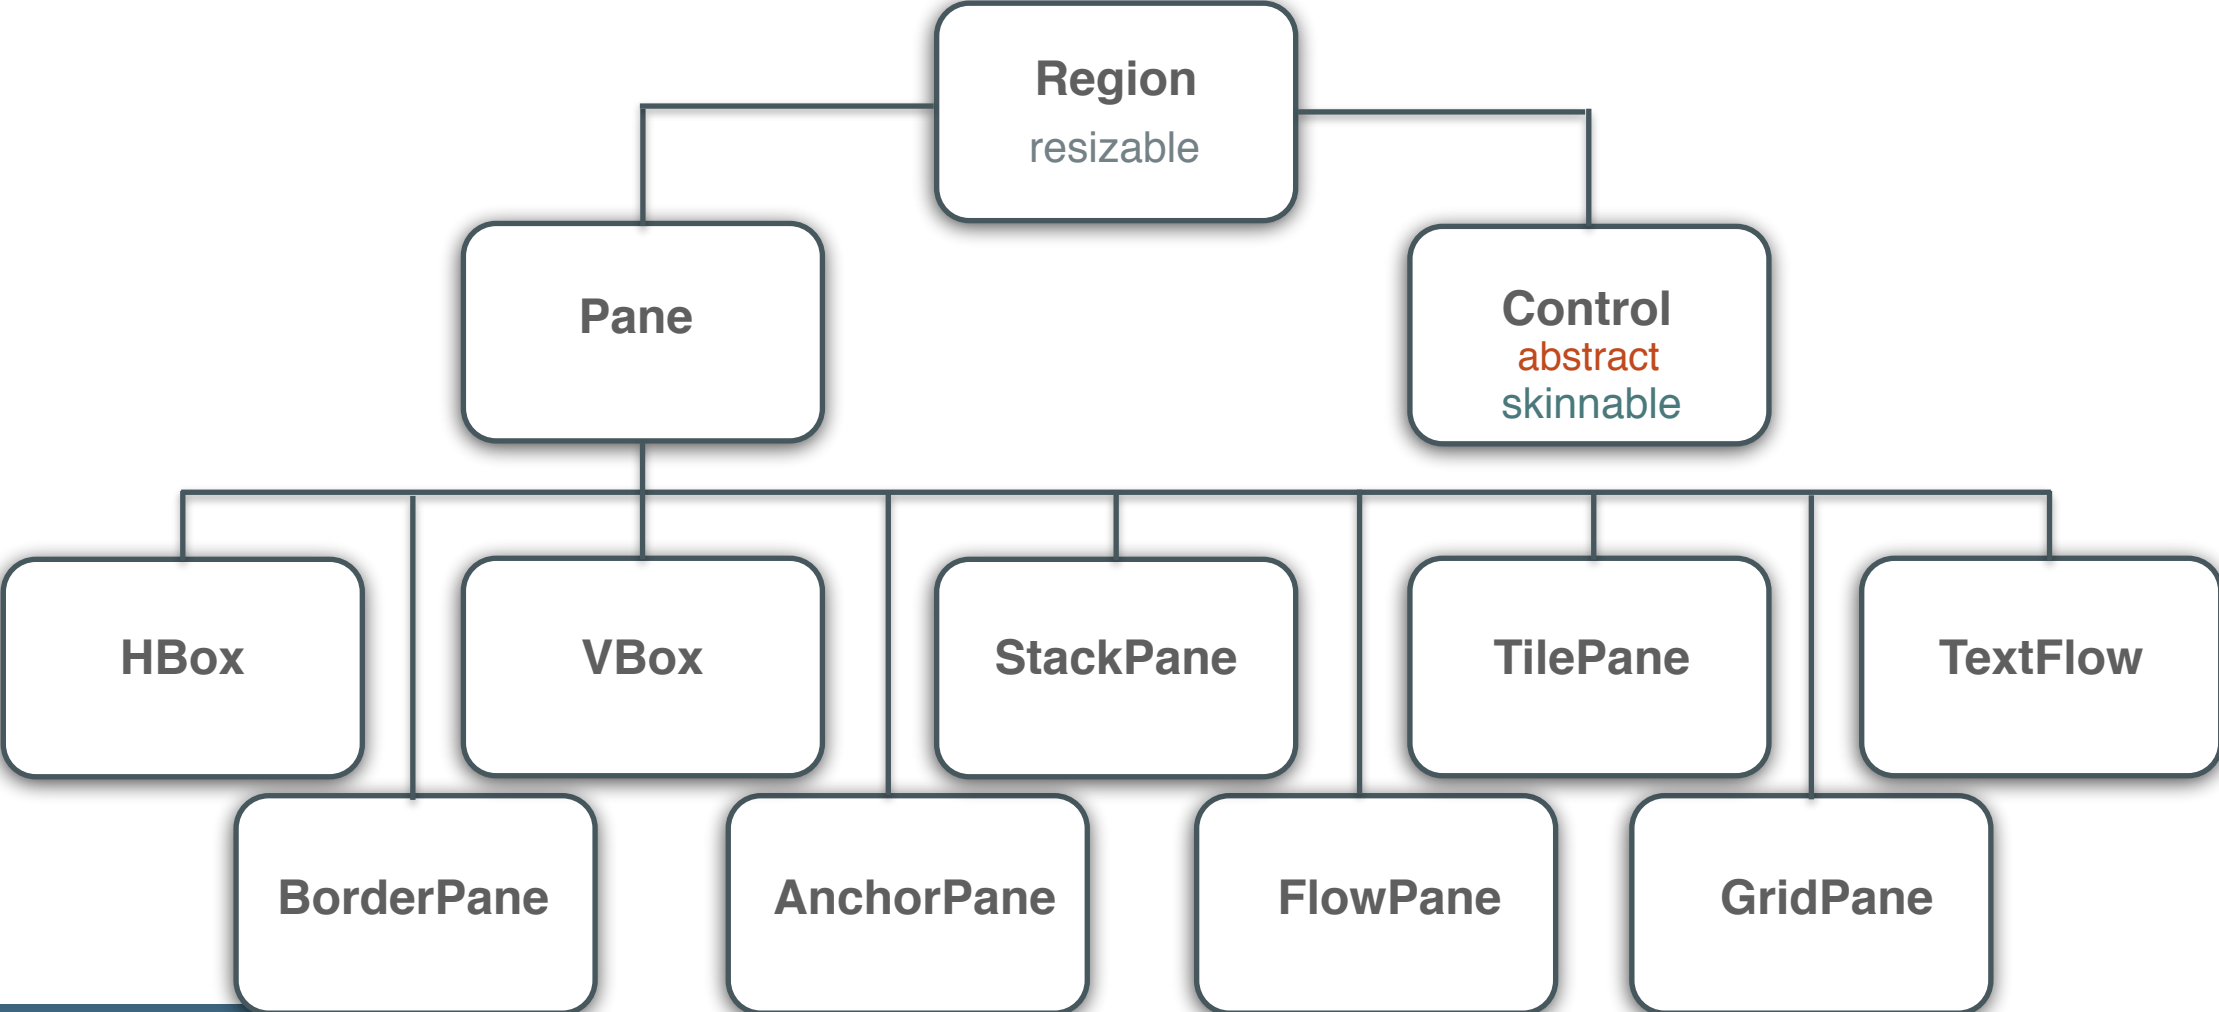 Region
resizable
Pane
Control
abstract
skinnable
HBox
VBox
StackPane
TilePane
TextFlow
BorderPane
AnchorPane
FlowPane
GridPane